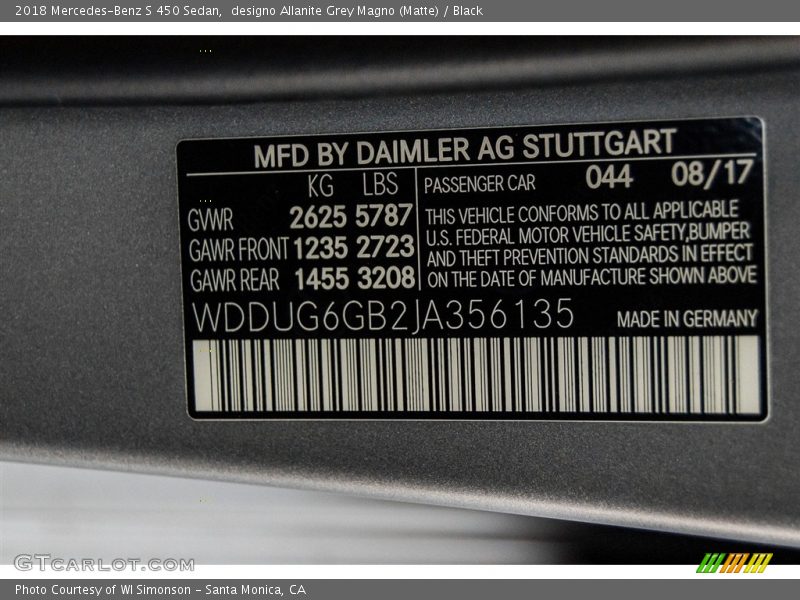 2018 Mercedes-Benz S 450 Sedan,  designo Allanite Grey Magno (Matte) / Black
MFD BY DAIMLER AG STUTTGART
KG LBS PASSENGER CAR 044 08/17
GVWR 2625 5787
GAWR FRONT 1235 2723
GAWR REAR 1455 3208
THIS VEHICLE CONFORMS TO ALL APPLICABLE
U.S. FEDERAL MOTOR VEHICLE SAFETY,BUMPER
AND THEFT PREVENTION STANDARDS IN EFFECT
ON THE DATE OF MANUFACTURE SHOWN ABOVE
WDDUG6GB2JA356135 MADE IN GERMANY
GTCARLOT.COM
Photo Courtesy of WI Simonson - Santa Monica, CA